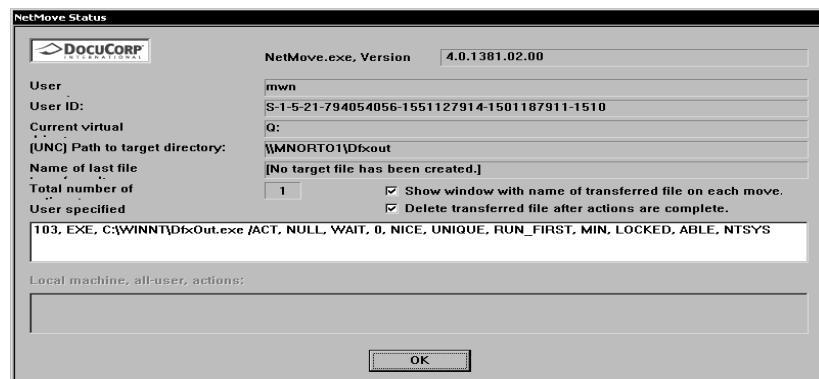 NetMove Status
DOCUCORP
INTERNATIONAL
NetMove.exe, Version 4.0.1381.02.00
User mwn
User ID: S-1-5-21-794054056-1551127914-1501187911-1510
Current virtual Q:
(UNC) Path to target directory: \\MNORTO1\Dfxout
Name of last file [No target file has been created.]
Total number of 1 Show window with name of transferred file on each move.
User specified Delete transferred file after actions are complete.
103, EXE, C:\WINNT\DfxOut.exe /ACT, NULL, WAIT, 0, NICE, UNIQUE, RUN_FIRST, MIN, LOCKED, ABLE, NTSYS
Local machine, all-user, actions:
OK